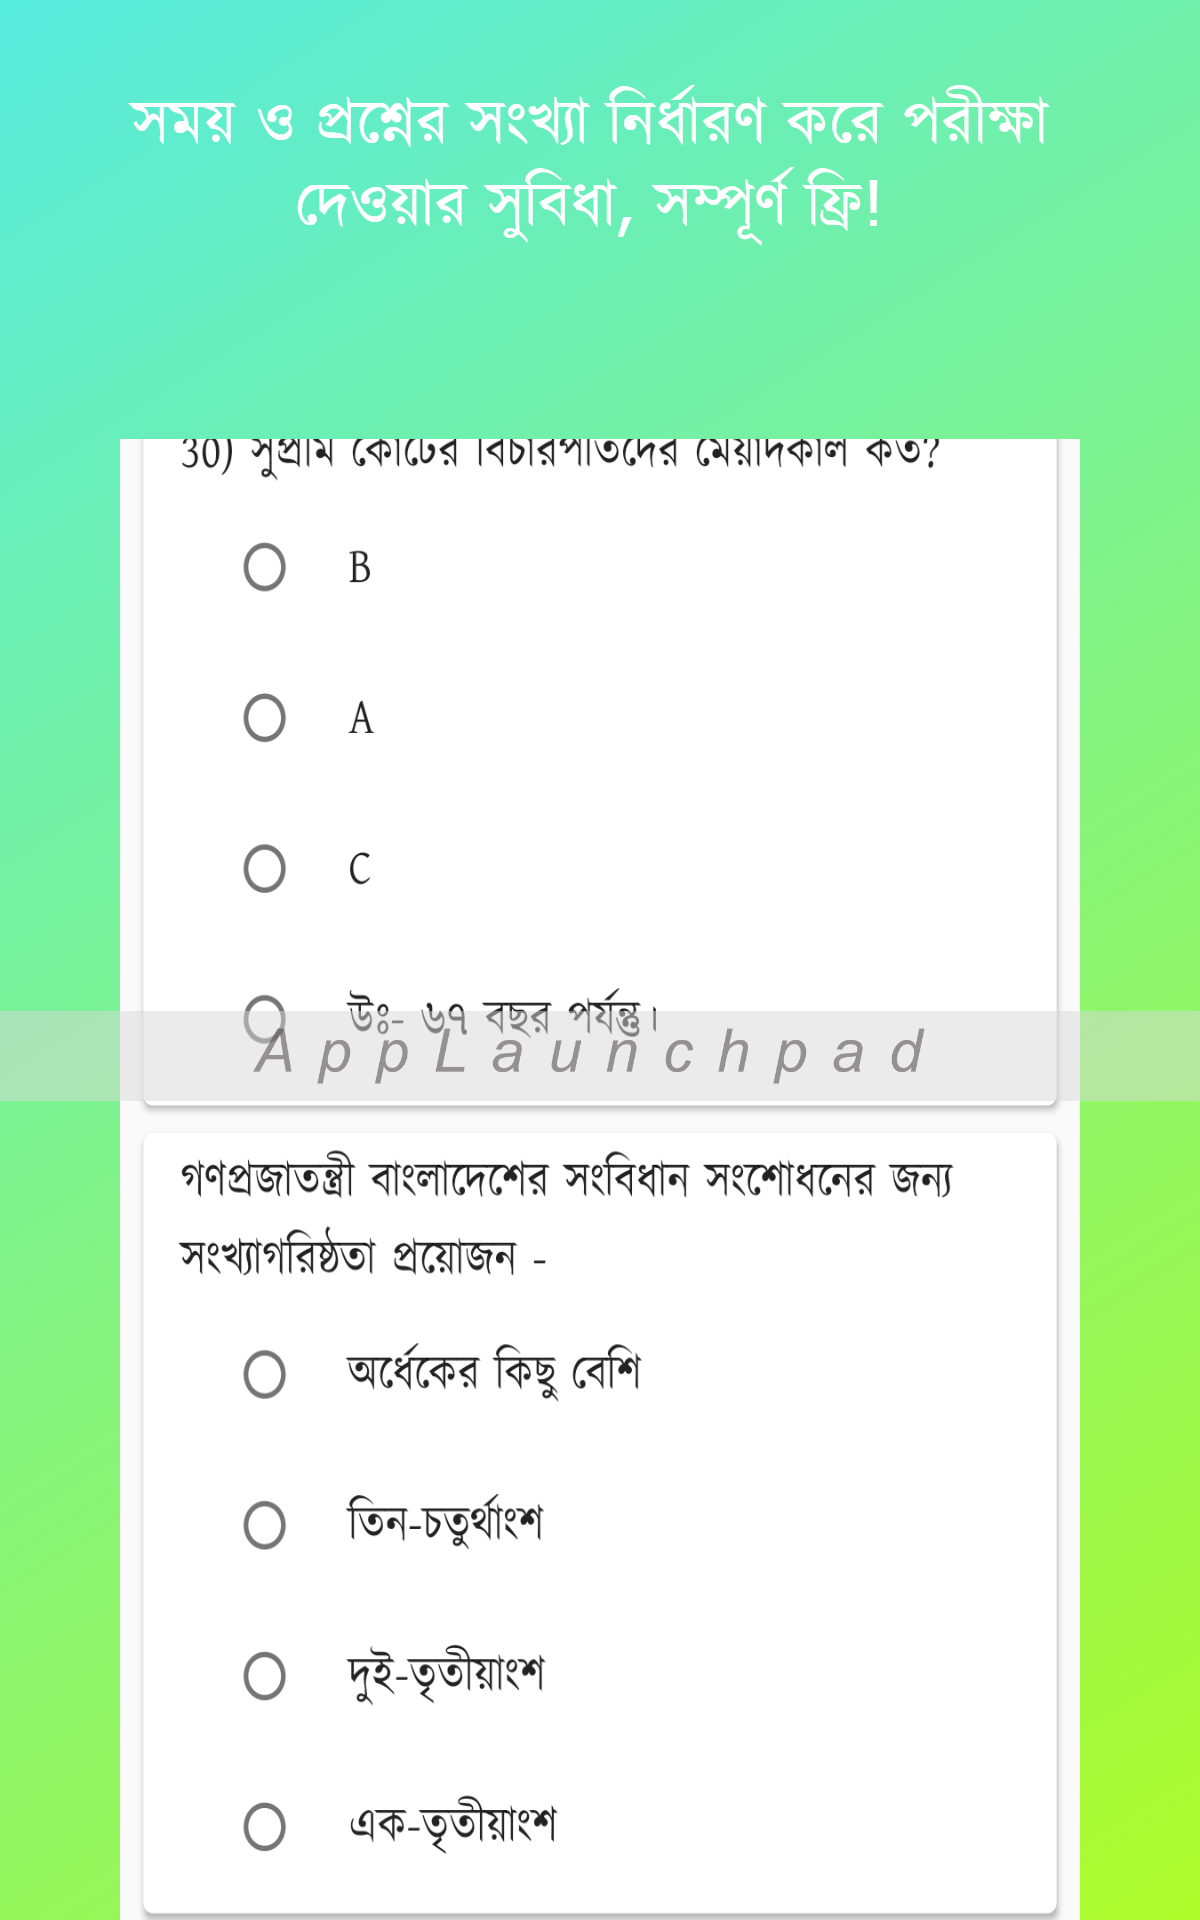 সময় ও প্রশ্নের সংখ্যা নির্ধারণ করে পরীক্ষা
দেওয়ার সুবিধা, সম্পূর্ণ ফ্রি!
30) সুপ্রীম কোর্টের বিচারপতিদের মেয়াদকাল কত?
B
A
C
উঃ- ৬৭ বছর পর্যন্ত।
AppLaunchpad
গণপ্রজাতন্ত্রী বাংলাদেশের সংবিধান সংশোধনের জন্য
সংখ্যাগরিষ্ঠতা প্রয়োজন -
অর্ধেকের কিছু বেশি
তিন-চতুর্থাংশ
দুই-তৃতীয়াংশ
এক-তৃতীয়াংশ